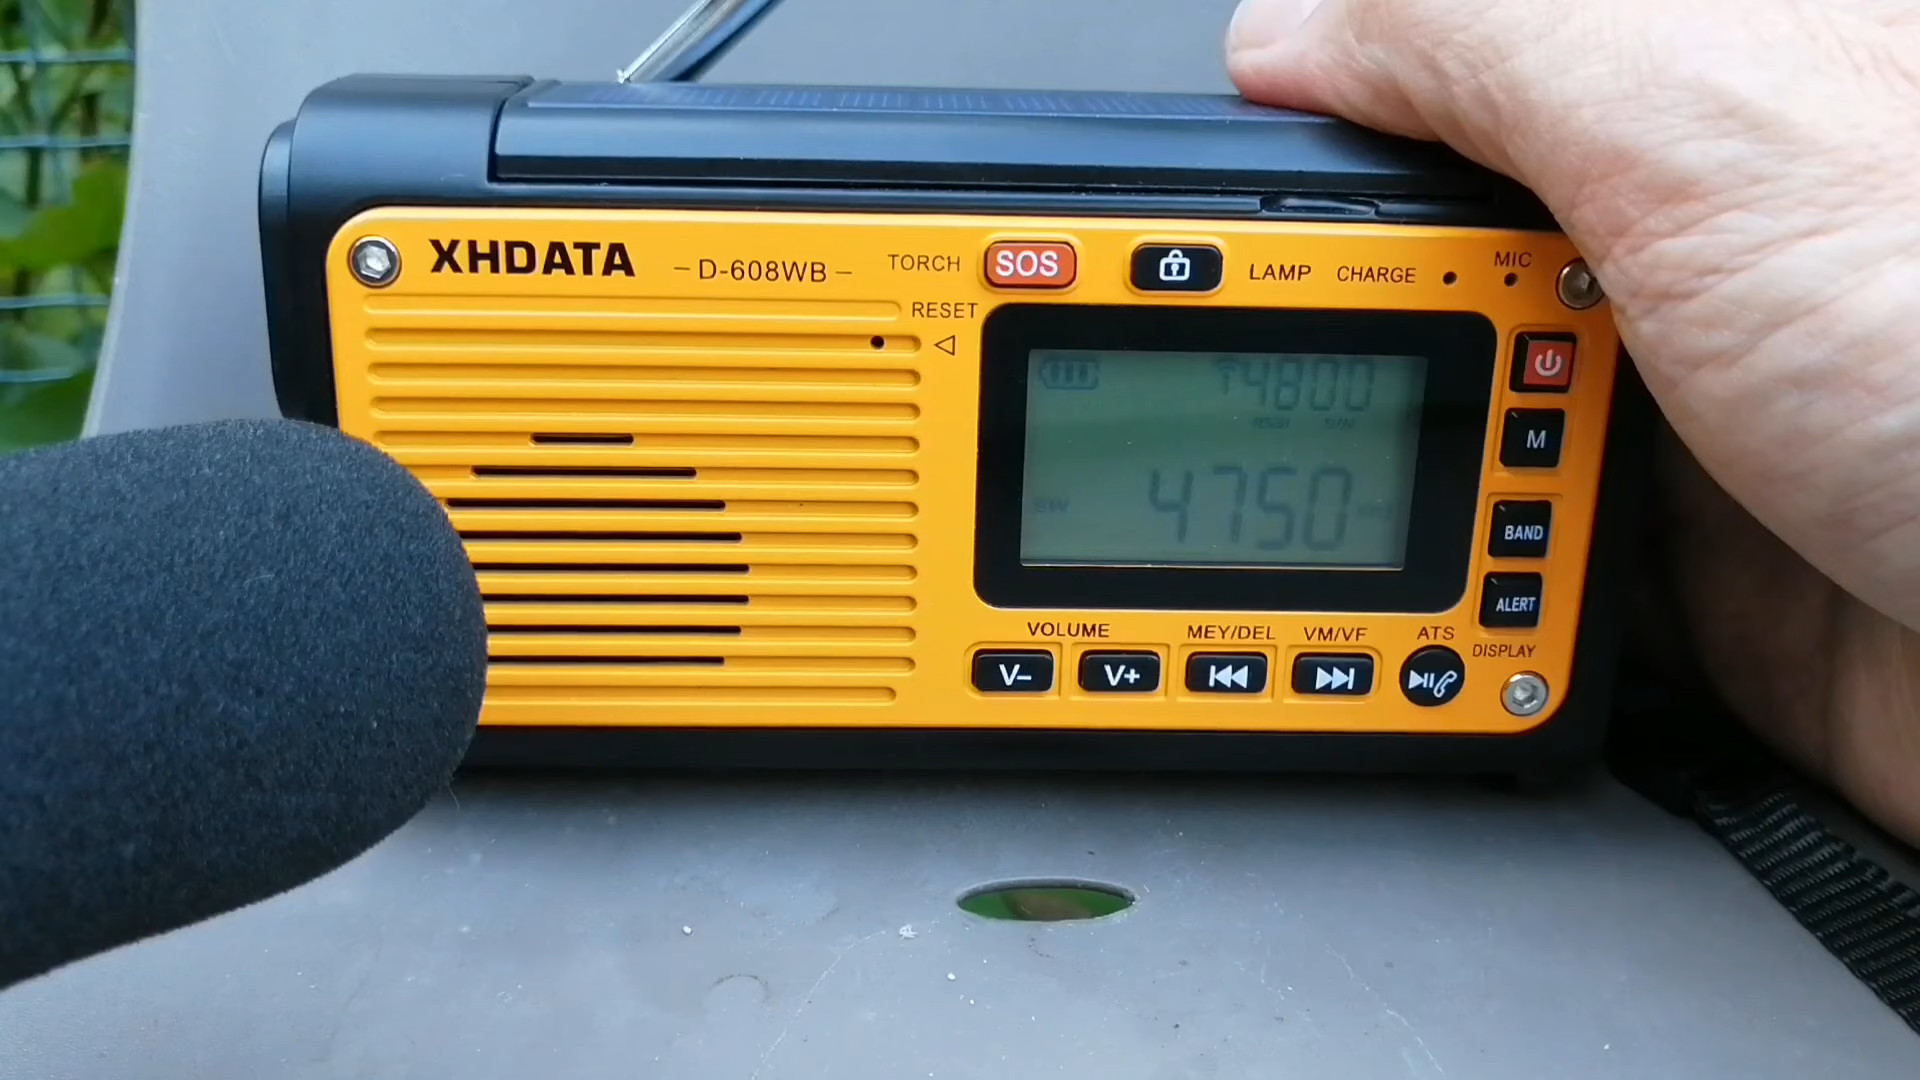 XHDATA
–D-608WB–
TORCH
SOS
LAMP
CHARGE
MIC
RESET
4800
SW
4750
M
BAND
ALERT
VOLUME
MEY/DEL
VM/VF
ATS
DISPLAY
V–
V+